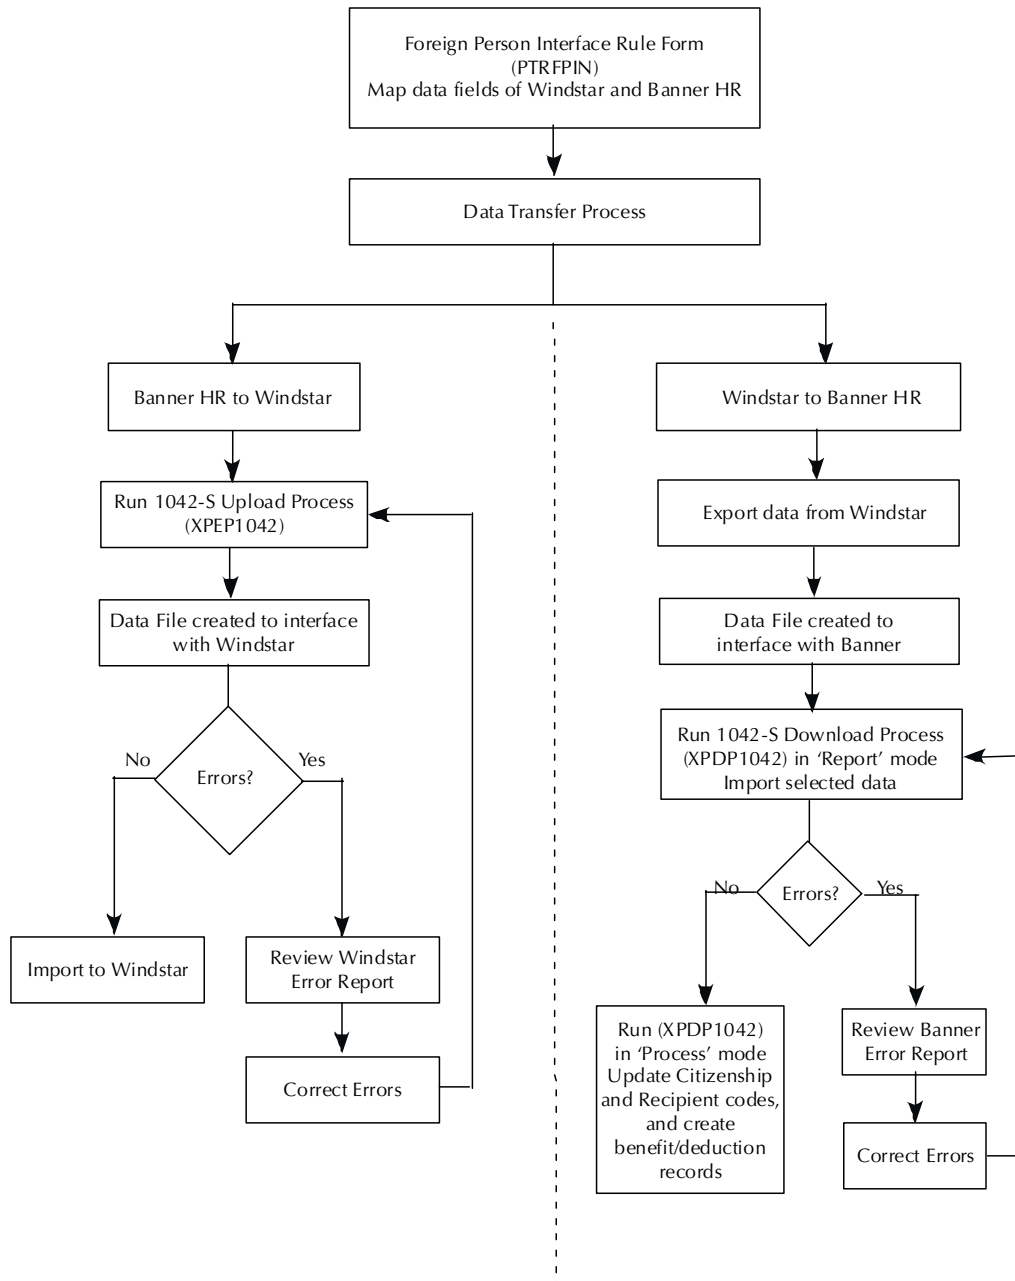 Foreign Person Interface Rule Form
(PTRFPIN)
Map data fields of Windstar and Banner HR
Data Transfer Process
Banner HR to Windstar
Run 1042-S Upload Process
(XPEP1042)
Data File created to interface
with Windstar
No
Yes
Errors?
Import to Windstar
Review Windstar
Error Report
Correct Errors
Windstar to Banner HR
Export data from Windstar
Data File created to
interface with Banner
Run 1042-S Download Process
(XPDP1042) in ‘Report’ mode
Import selected data
No
Errors?
Yes
Run (XPDP1042)
in ‘Process’ mode
Update Citizenship
and Recipient codes,
and create
benefit/deduction
records
Review Banner
Error Report
Correct Errors